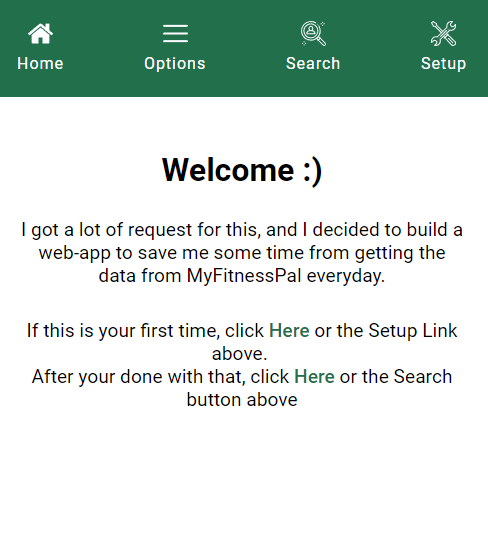 Home Options Search Setup
Welcome :)
I got a lot of request for this, and I decided to build a
web-app to save me some time from getting the
data from MyFitnessPal everyday.
If this is your first time, click Here or the Setup Link
above.
After your done with that, click Here or the Search
button above